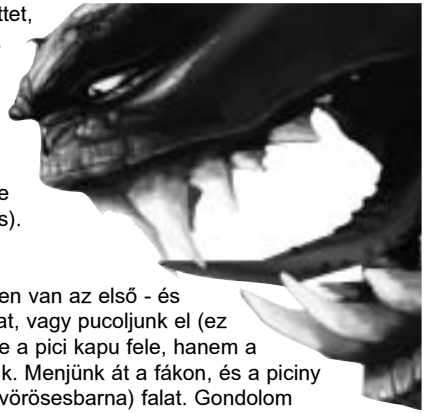 ttet,
e
s).
en van az első - és
at, vagy pucoljunk el (ez
e a pici kapu fele, hanem a
k. Menjünk át a fákon, és a piciny
vörösesbarna) falat. Gondolom